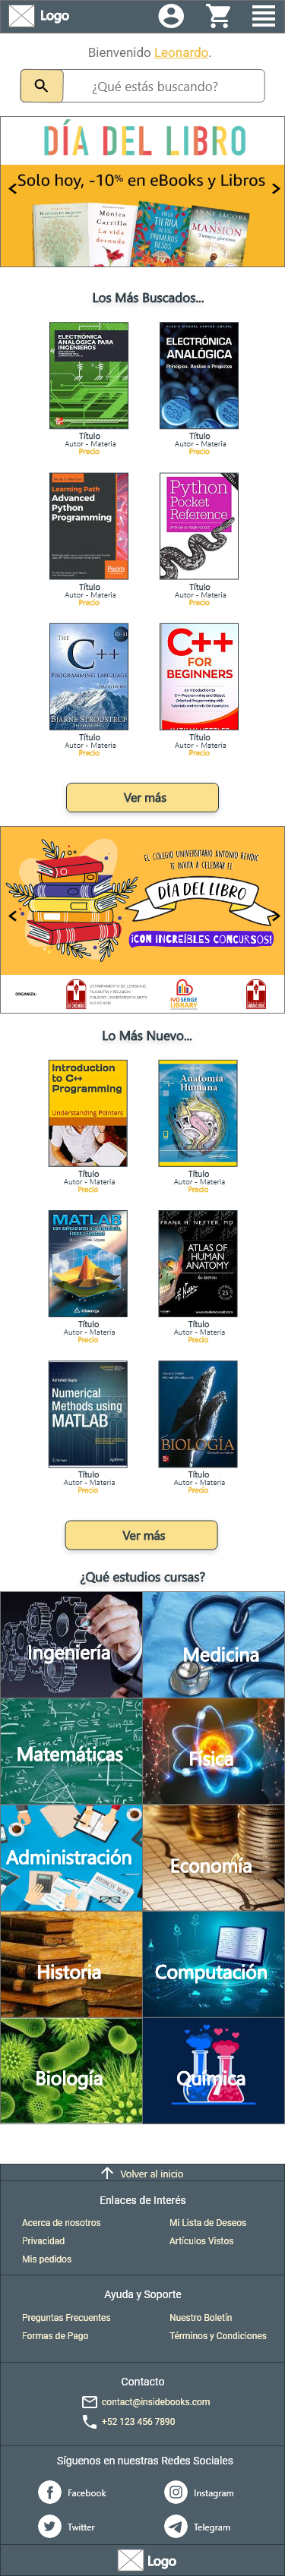 Logo
Bienvenido Leonardo.
¿Qué estás buscando?
DÍA DEL LIBRO
Solo hoy, -10% en eBooks y Libros
Mónica Carrillo
La vida desnuda
TIERRA
LA MANSIÓN
Los Más Buscados...
ELECTRÓNICA ANALÓGICA PARA INGENIEROS
ELECTRÓNICA ANALÓGICA
Título
Autor - Materia
Precio
Título
Autor - Materia
Precio
Learning Path
Advanced Python Programming
Packt
Python Pocket Reference
Título
Autor - Materia
Precio
Título
Autor - Materia
Precio
THE
C++
PROGRAMMING LANGUAGE
BJARNE STROUSTRUP
C++
FOR
BEGINNERS
Título
Autor - Materia
Precio
Título
Autor - Materia
Precio
Ver más
EL COLEGIO UNIVERSITARIO ANTONIO RENDIC
TE INVITA A CELEBRAR EL
DÍA DEL LIBRO
¡CON INCREÍBLES CONCURSOS!
ORGANIZA:
IVO SERGE
LIBRARY
Lo Más Nuevo...
Introduction to C++ Programming
Understanding Pointers
Anatomía Humana
Título
Autor - Materia
Precio
Título
Autor - Materia
Precio
MATLAB
Alfaomega
FRANK H. NETTER, MD
ATLAS OF HUMAN ANATOMY
Título
Autor - Materia
Precio
Título
Autor - Materia
Precio
Numerical Methods using MATLAB
BIOLOGÍA
Título
Autor - Materia
Precio
Título
Autor - Materia
Precio
Ver más
¿Qué estudios cursas?
Ingeniería
Medicina
Matemáticas
Física
Administración
Economía
Historia
Computación
Biología
Química
Volver al inicio
Enlaces de Interés
Acerca de nosotros
Mi Lista de Deseos
Privacidad
Artículos Vistos
Mis pedidos
Ayuda y Soporte
Preguntas Frecuentes
Nuestro Boletín
Formas de Pago
Términos y Condiciones
Contacto
contact@insidebooks.com
+52 123 456 7890
Síguenos en nuestras Redes Sociales
Facebook
Instagram
Twitter
Telegram
Logo